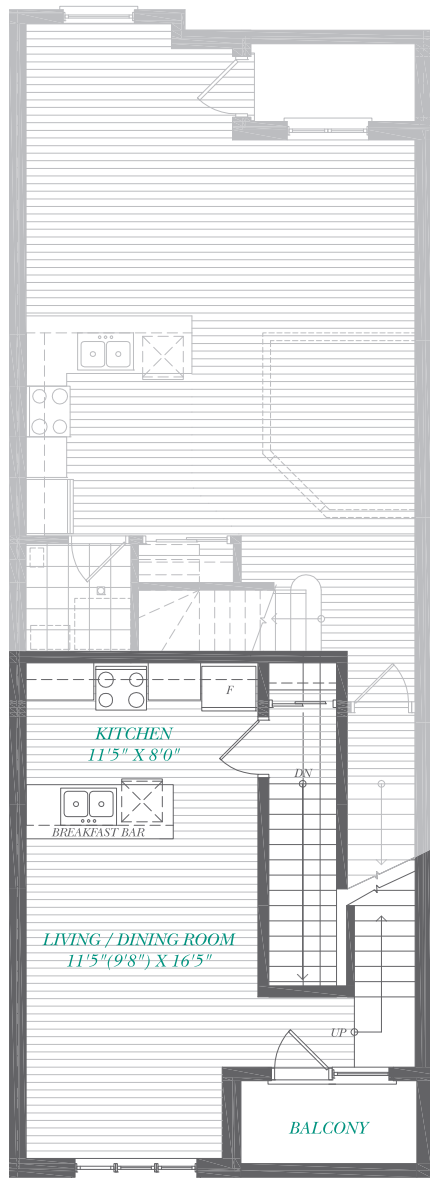 F
KITCHEN
11'5" X 8'0"
DN
BREAKFAST BAR
LIVING / DINING ROOM
11'5"(9'8") X 16'5"
UP
BALCONY